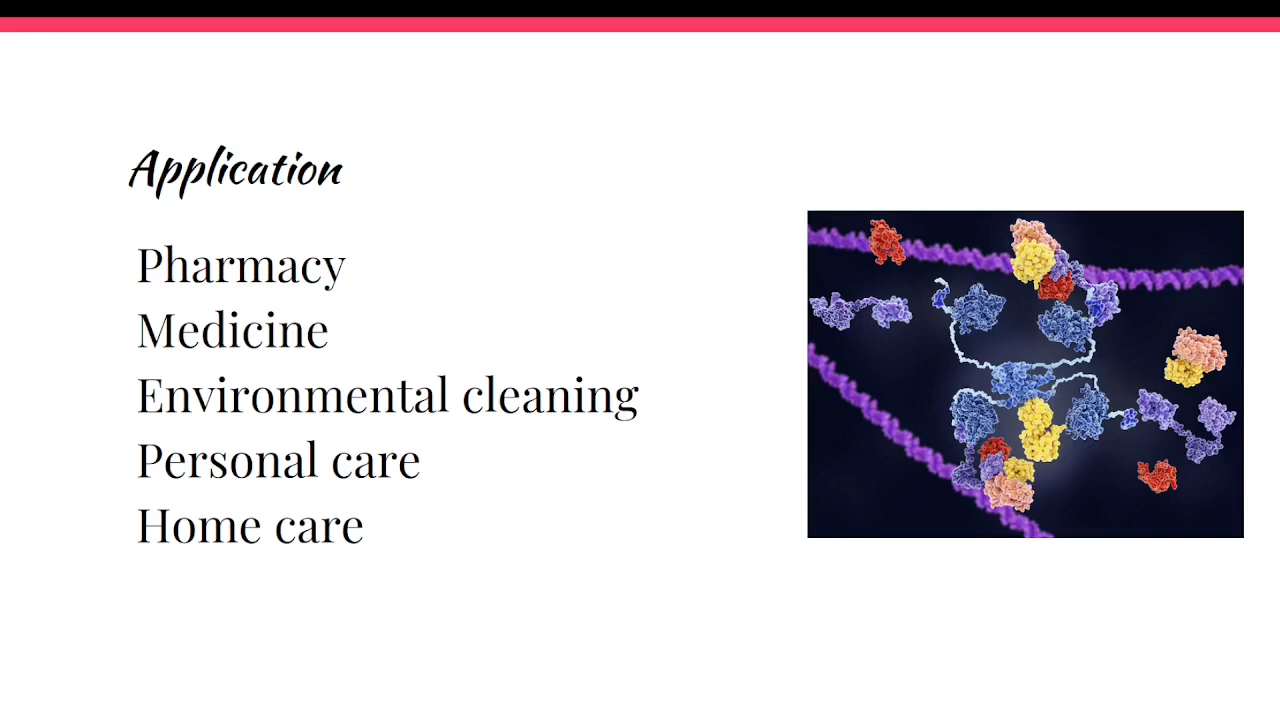 Application
Pharmacy
Medicine
Environmental cleaning
Personal care
Home care